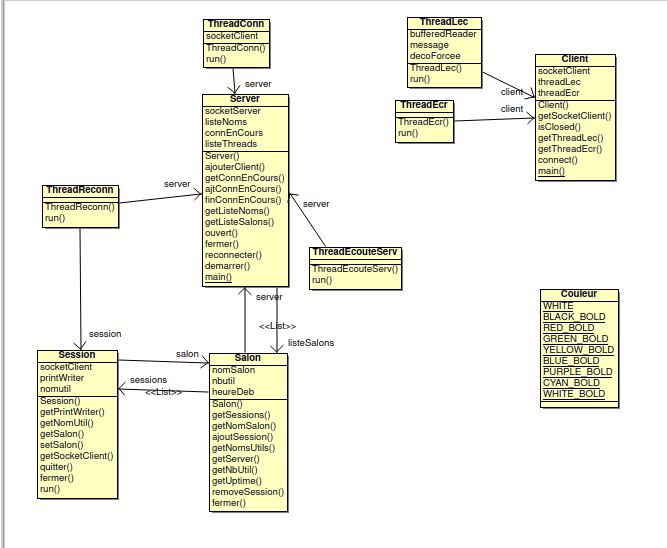 ThreadConn
socketClient
ThreadConn()
run()
server
ThreadLec
bufferedReader
message
decoForcee
ThreadLec()
run()
client
Client
socketClient
threadLec
threadEcr
Client()
getSocketClient()
isClosed()
getThreadLec()
getThreadEcr()
connect()
main()
ThreadEcr
ThreadEcr()
run()
client
Server
socketServer
listeNoms
connEnCours
listeThreads
Server()
ajouterClient()
getConnEnCours()
ajtConnEnCours()
finConnEnCours()
getListeNoms()
getListeSalons()
ouvert()
fermer()
reconnecter()
demarrer()
main()
ThreadReconn
ThreadReconn()
run()
server
session
server
ThreadEcouteServ
ThreadEcouteServ()
run()
server
<<List>>
listeSalons
Couleur
WHITE
BLACK_BOLD
RED_BOLD
GREEN_BOLD
YELLOW_BOLD
BLUE_BOLD
PURPLE_BOLD
CYAN_BOLD
WHITE_BOLD
Session
socketClient
printWriter
nomutil
Session()
getPrintWriter()
getNomUtil()
getSalon()
setSalon()
getSocketClient()
quitter()
fermer()
run()
salon
sessions
<<List>>
Salon
nomSalon
nbutil
heureDeb
Salon()
getSessions()
getNomSalon()
ajoutSession()
getNomsUtils()
getServer()
getNbUtil()
getUptime()
removeSession()
fermer()